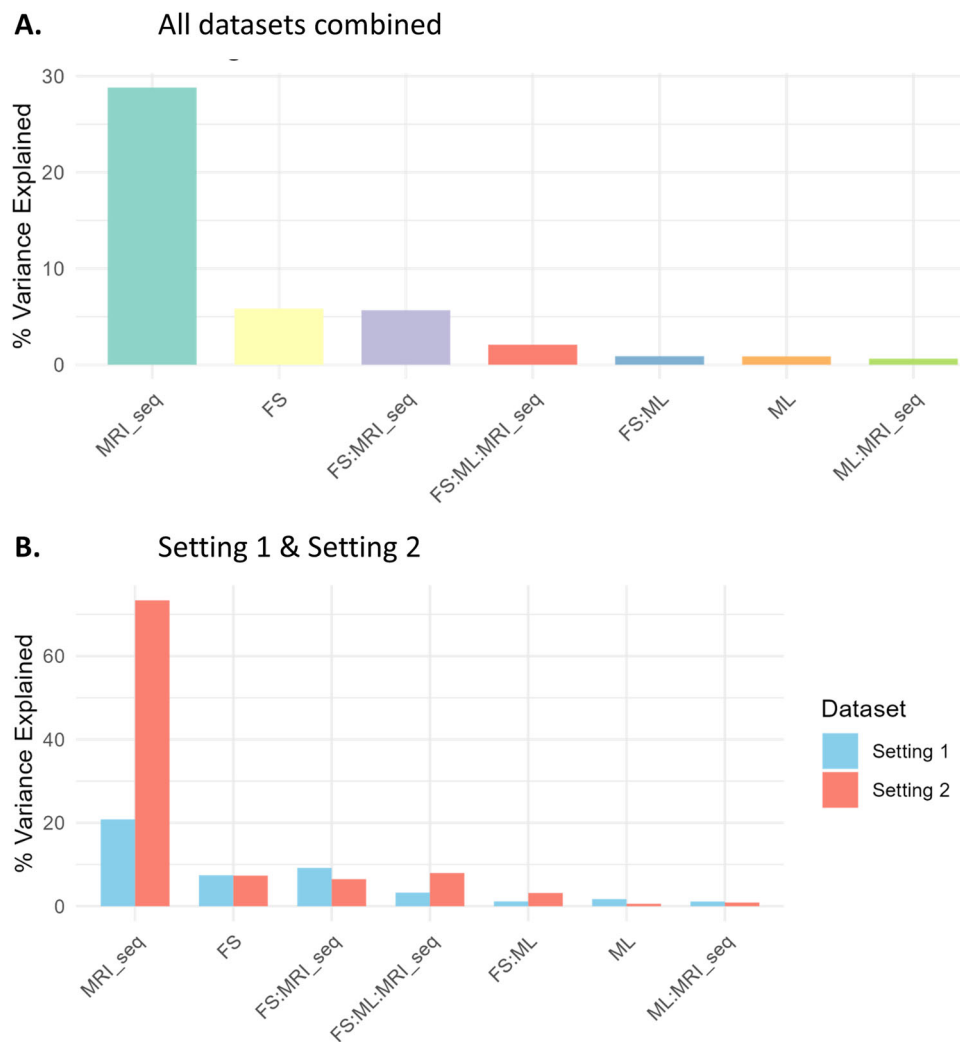 A. All datasets combined
% Variance Explained
30
20
10
0
MRI_seq
FS
FS:MRI_seq
FS:ML:MRI_seq
FS:ML
ML
ML:MRI_seq
B. Setting 1 & Setting 2
% Variance Explained
60
40
20
0
MRI_seq
FS
FS:MRI_seq
FS:ML:MRI_seq
FS:ML
ML
ML:MRI_seq
Dataset
Setting 1
Setting 2